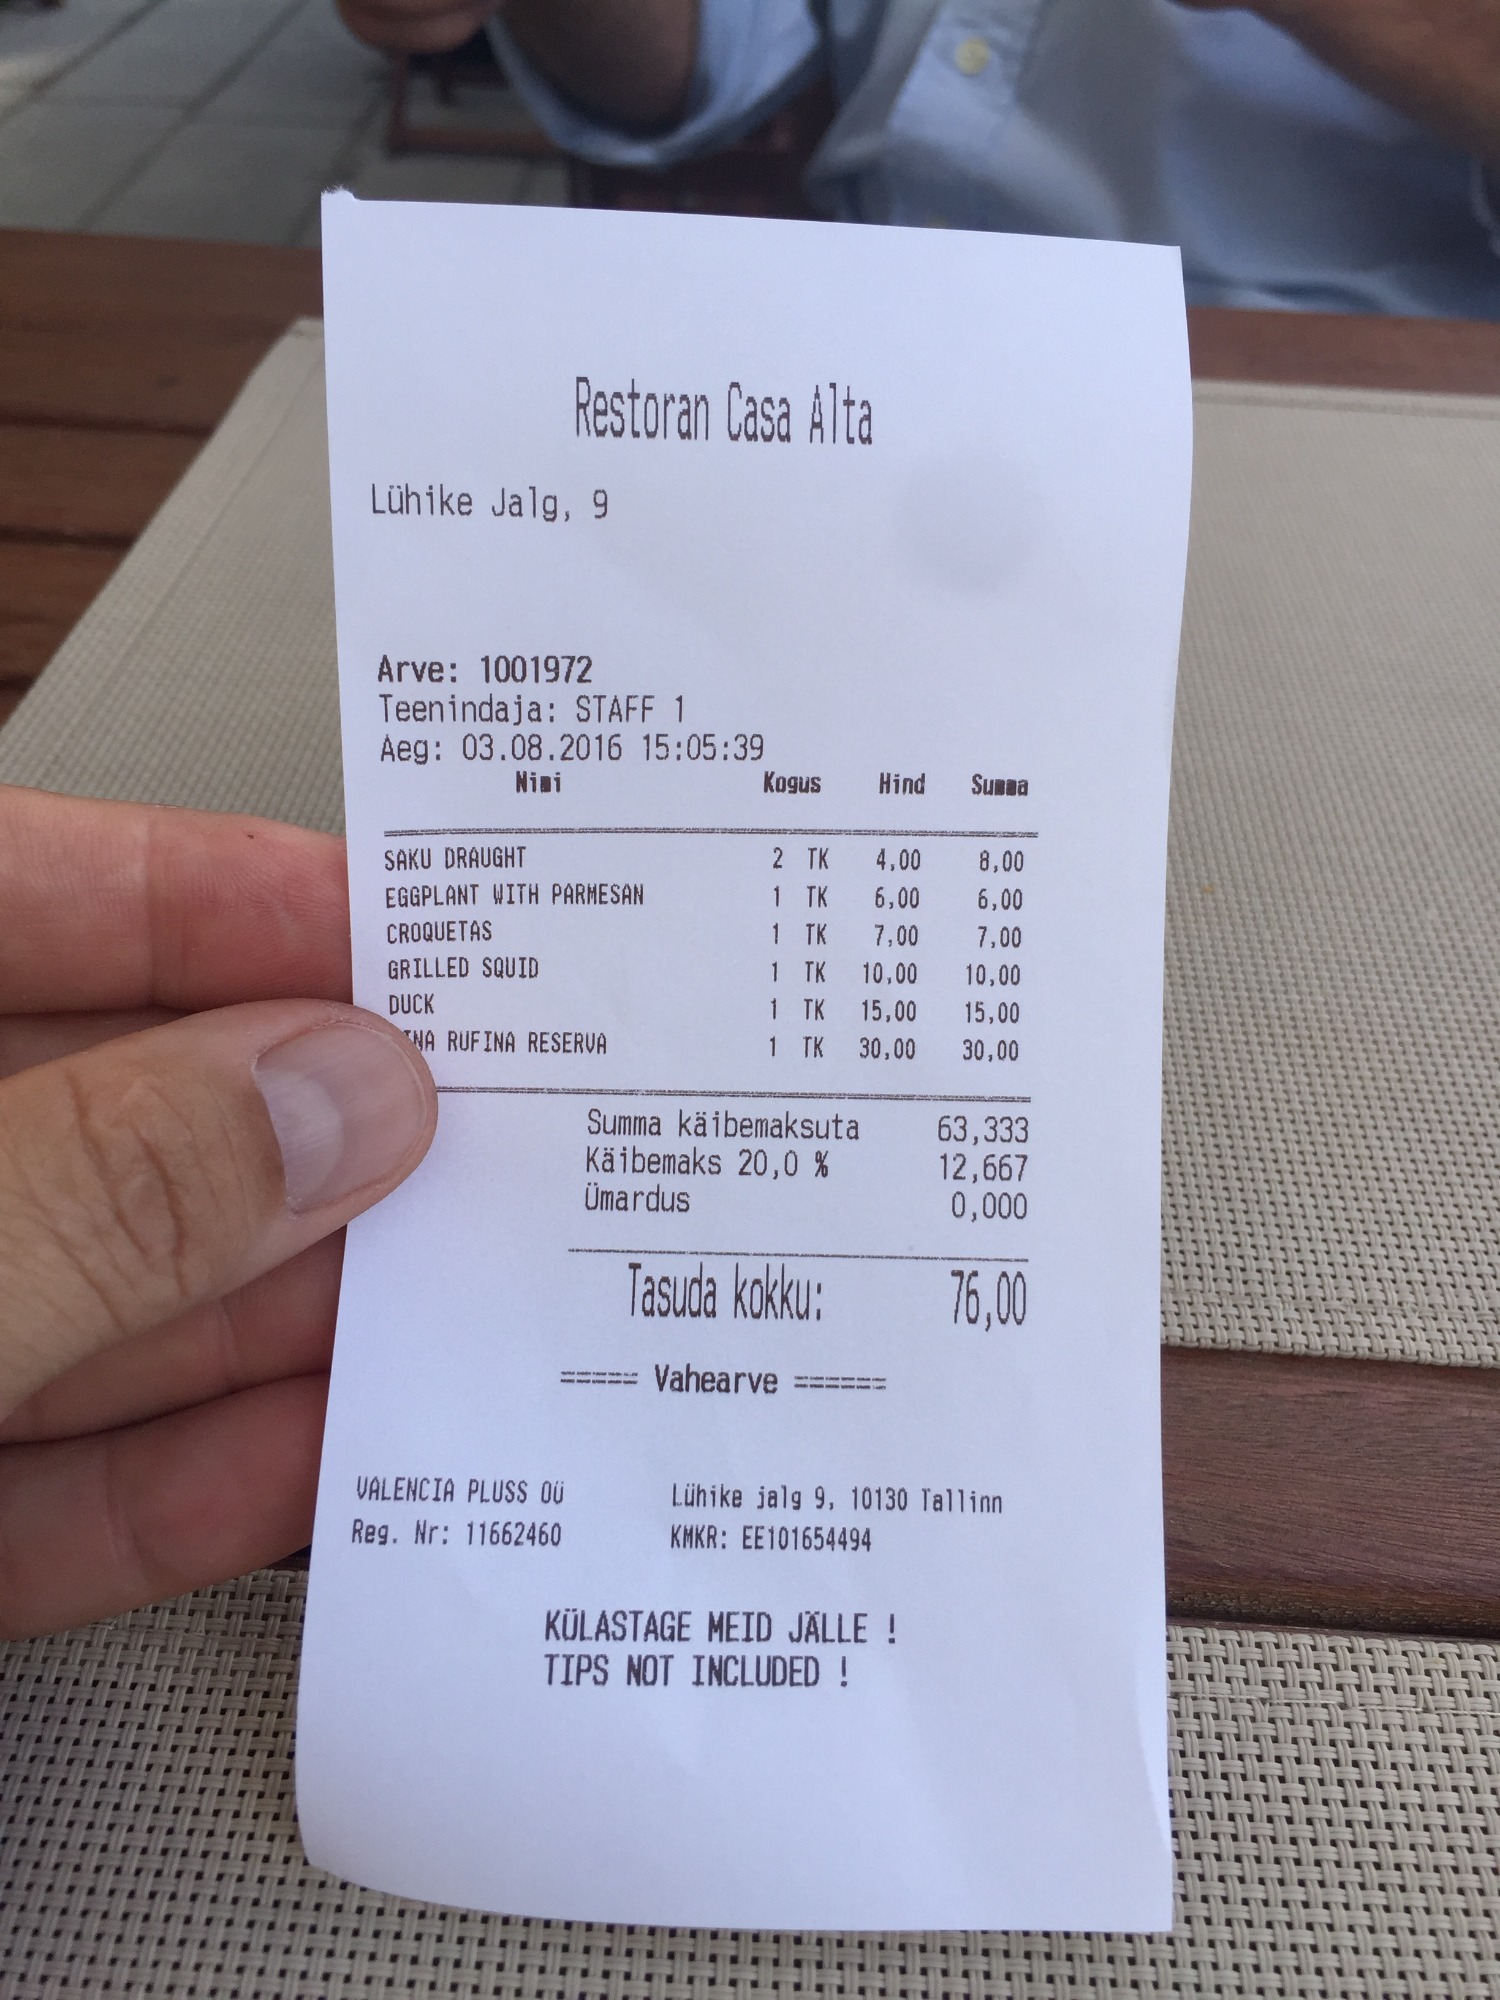 Restoran Casa Alta
Lühike Jalg, 9
Arve: 1001972
Teenindaja: STAFF 1
Aeg: 03.08.2016 15:05:39
Nimi Kogus Hind Summa
SAKU DRAUGHT 2 TK 4,00 8,00
EGGPLANT WITH PARMESAN 1 TK 6,00 6,00
CROQUETAS 1 TK 7,00 7,00
GRILLED SQUID 1 TK 10,00 10,00
DUCK 1 TK 15,00 15,00
RUFINA RESERVA 1 TK 30,00 30,00
Summa käibemaksuta 63,333
Käibemaks 20,0 % 12,667
Ümardus 0,000
Tasuda kokku: 76,00
===== Vahearve ======
VALENCIA PLUSS OÜ Lühike jalg 9, 10130 Tallinn
Reg. Nr: 11662460 KMKR: EE101654494
KÜLASTAGE MEID JÄLLE !
TIPS NOT INCLUDED !